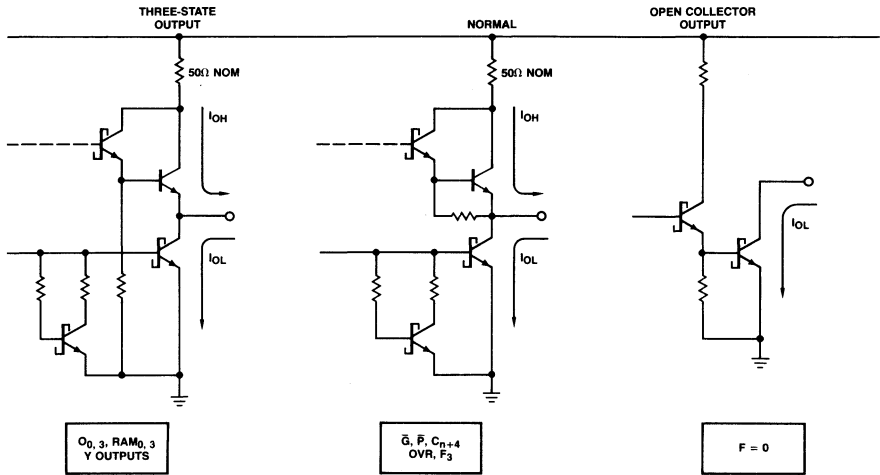 THREE-STATE
OUTPUT
NORMAL
OPEN COLLECTOR
OUTPUT
50Ω NOM
50Ω NOM
IOH
IOH
IOL
IOL
IOL
O0, 3, RAM0, 3
Y OUTPUTS
G̅, P̅, Cn+4
OVR, F3
F = 0